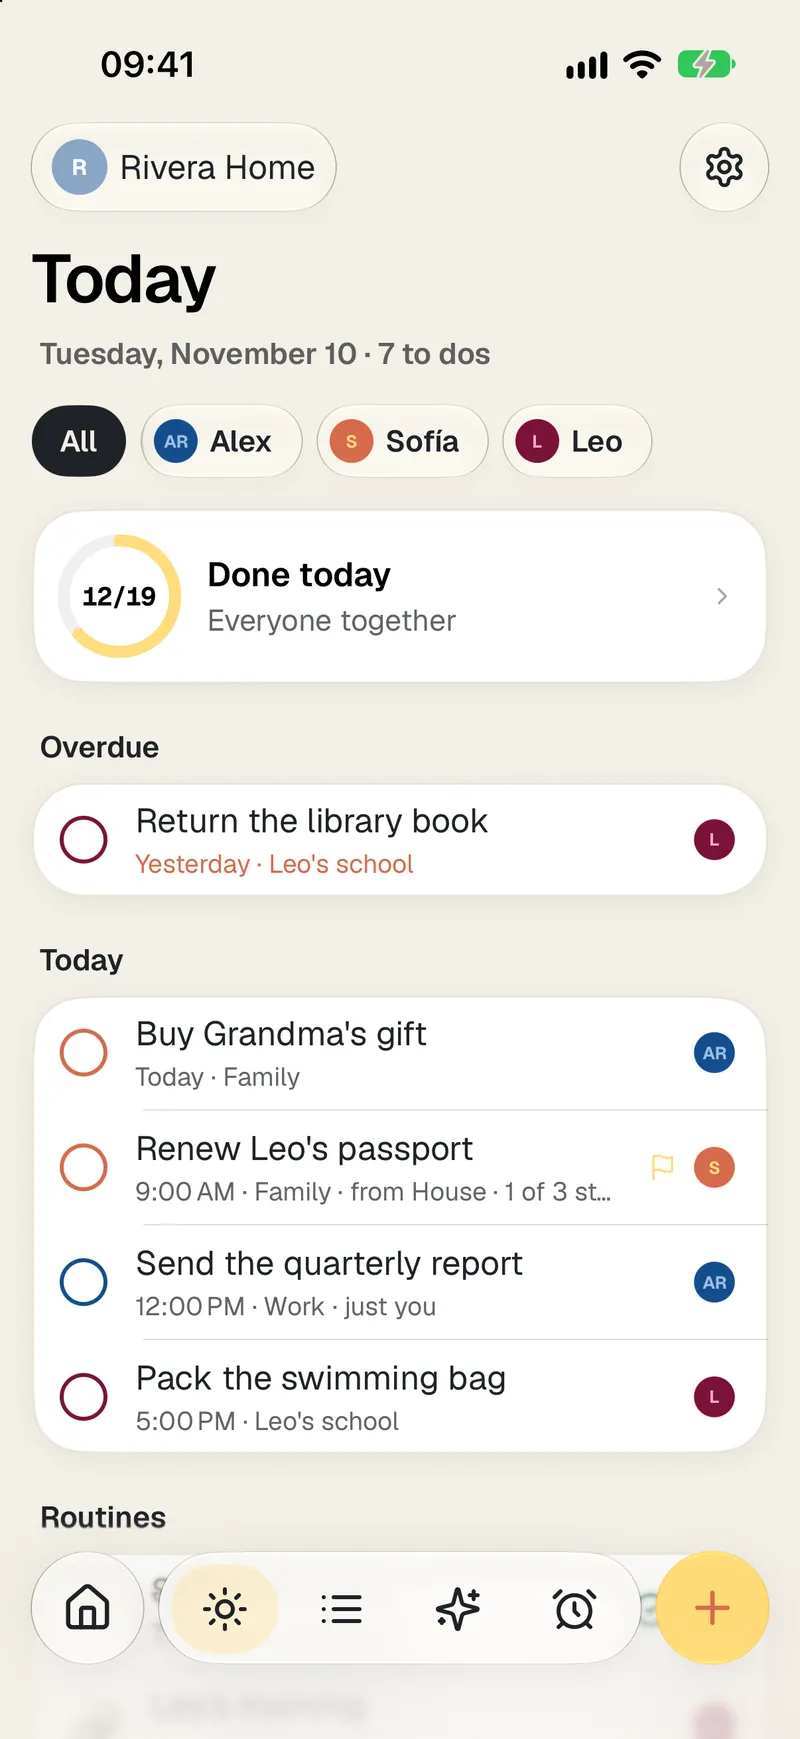 09:41
R Rivera Home
Today
Tuesday, November 10 · 7 to dos
All AR Alex S Sofía L Leo
12/19
Done today
Everyone together
Overdue
Return the library book
Yesterday · Leo's school
L
Today
Buy Grandma's gift
Today · Family
AR
Renew Leo's passport
9:00 AM · Family · from House · 1 of 3 st...
S
Send the quarterly report
12:00 PM · Work · just you
AR
Pack the swimming bag
5:00 PM · Leo's school
L
Routines
Leo's morning